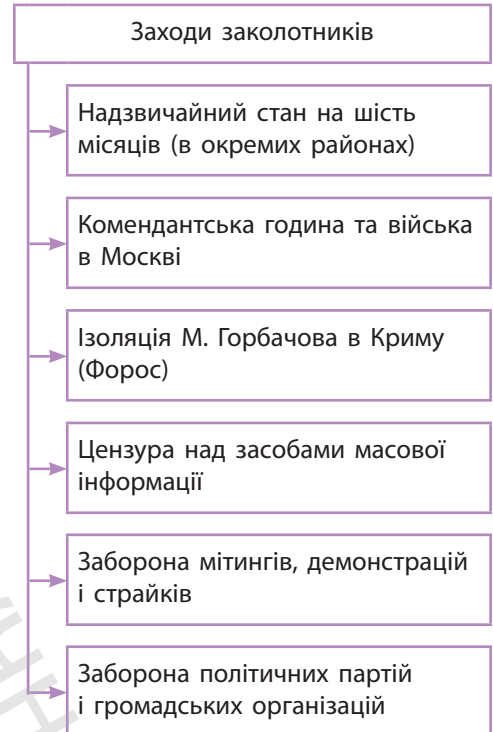 Заходи заколотників
Надзвичайний стан на шість
місяців (в окремих районах)
Комендантська година та війська
в Москві
Ізоляція М. Горбачова в Криму
(Форос)
Цензура над засобами масової
інформації
Заборона мітингів, демонстрацій
і страйків
Заборона політичних партій
і громадських організацій